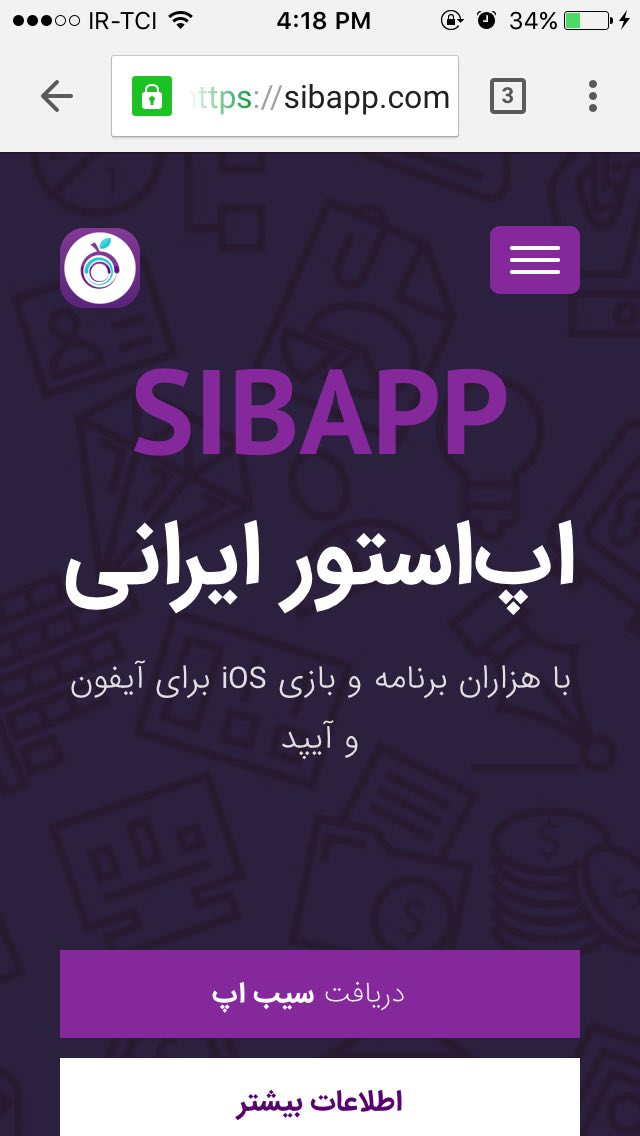 IR-TCI 4:18 PM 34%
ttps://sibapp.com 3
SIBAPP
اپ‌استور ایرانی
با هزاران برنامه و بازی iOS برای آیفون
و آیپد
دریافت سیب اپ
اطلاعات بیشتر